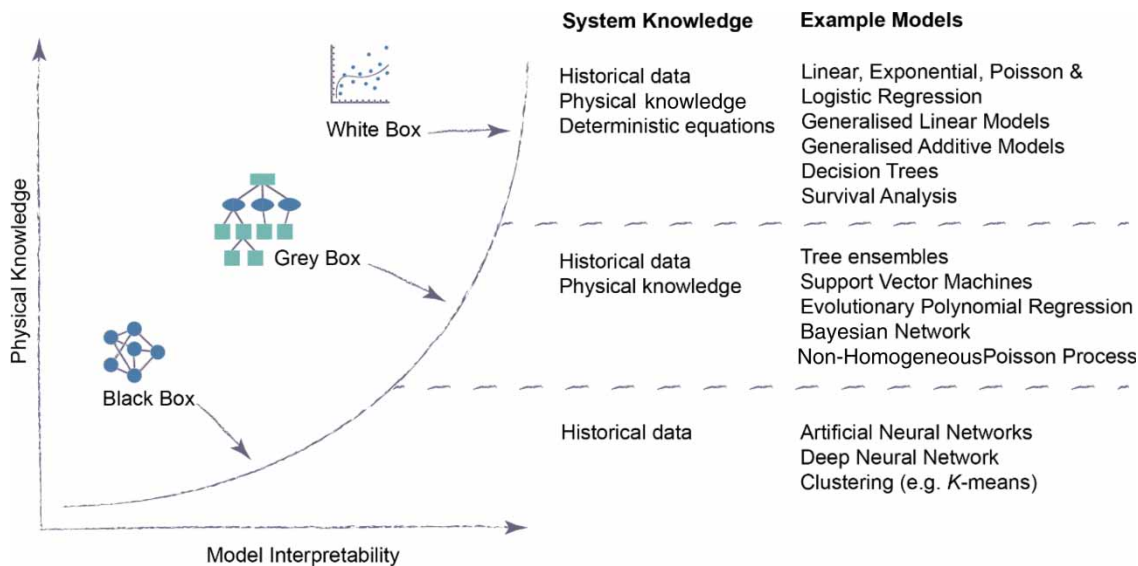 System Knowledge
Example Models
Historical data
Physical knowledge
Deterministic equations
Linear, Exponential, Poisson &
Logistic Regression
Generalised Linear Models
Generalised Additive Models
Decision Trees
Survival Analysis
White Box
Historical data
Physical knowledge
Tree ensembles
Support Vector Machines
Evolutionary Polynomial Regression
Bayesian Network
Non-HomogeneousPoisson Process
Grey Box
Historical data
Artificial Neural Networks
Deep Neural Network
Clustering (e.g. K-means)
Black Box
Physical Knowledge
Model Interpretability